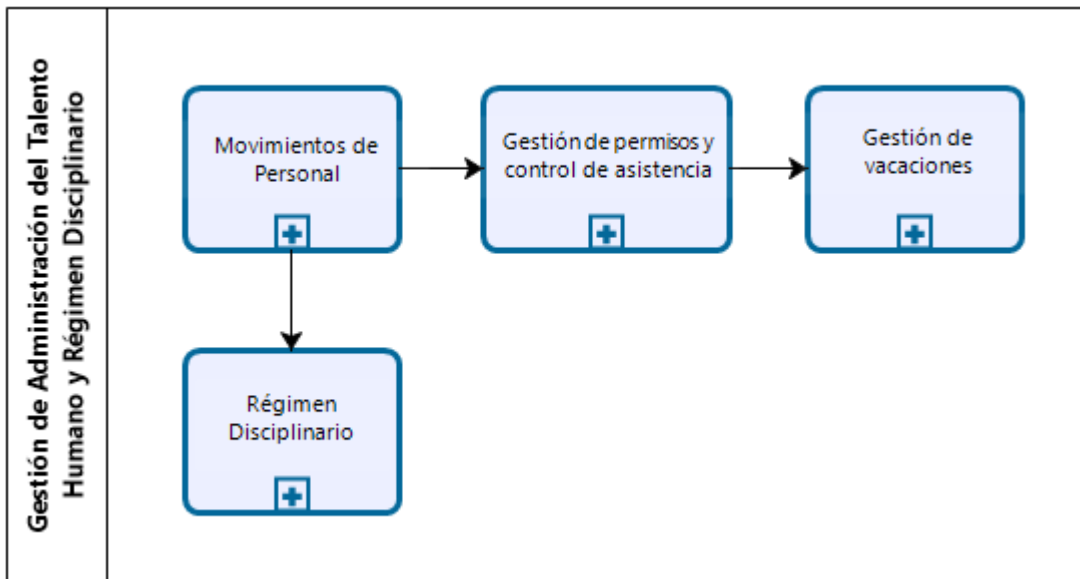 Gestión de Administración del Talento
Humano y Régimen Disciplinario
Movimientos de
Personal
Gestión de permisos y
control de asistencia
Gestión de
vacaciones
Régimen
Disciplinario